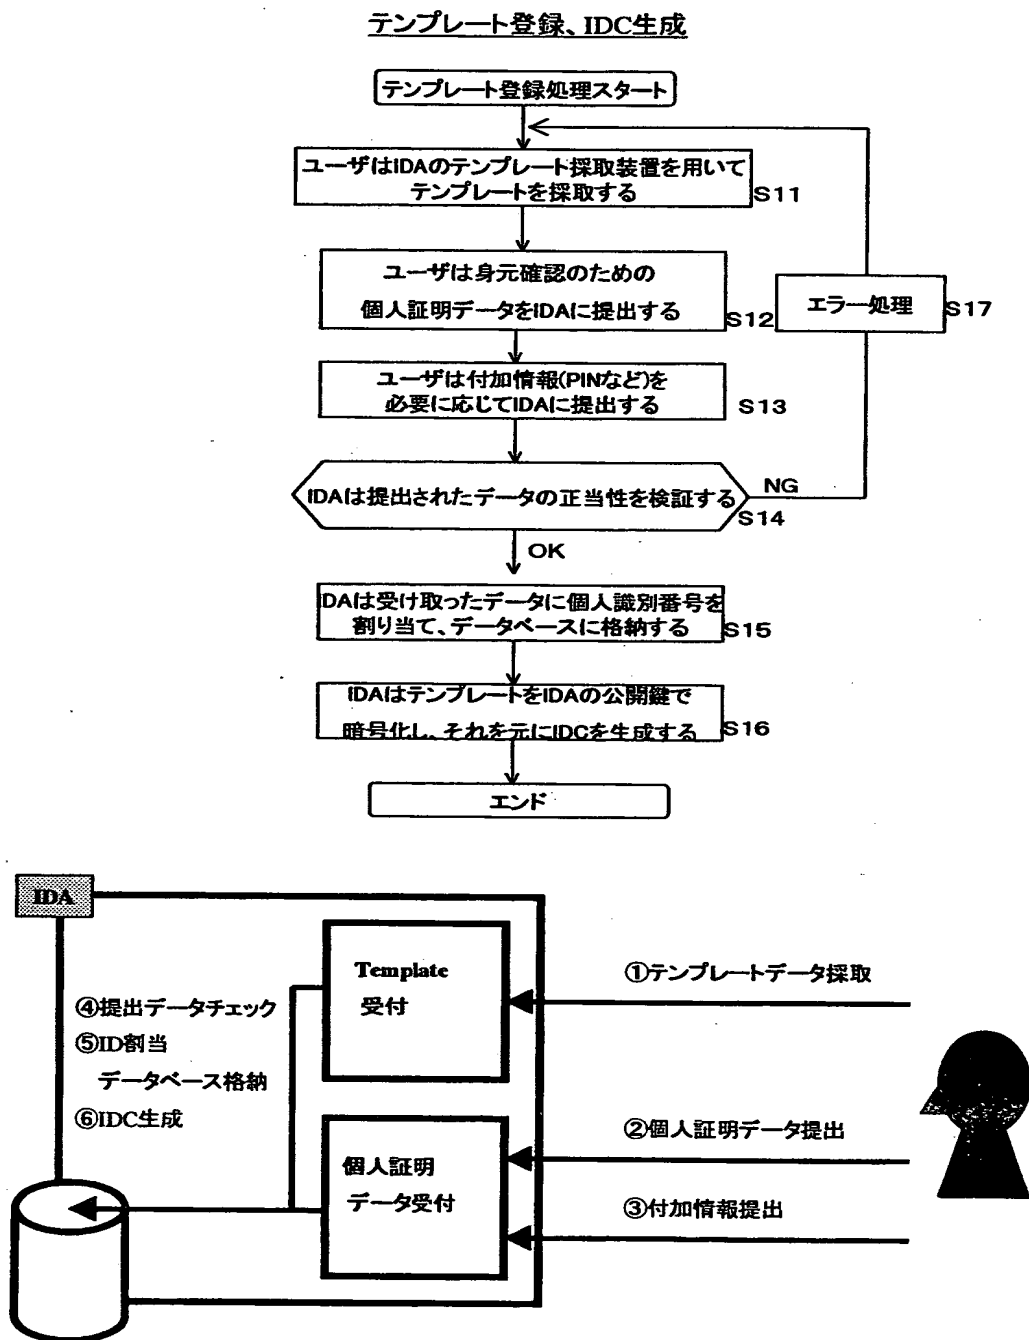 テンプレート登録、IDC生成
テンプレート登録処理スタート
ユーザはIDAのテンプレート採取装置を用いて
テンプレートを採取する
S11
ユーザは身元確認のための
個人証明データをIDAに提出する
S12
エラー処理
S17
ユーザは付加情報(PINなど)を
必要に応じてIDAに提出する
S13
IDAは提出されたデータの正当性を検証する
S14
NG
OK
IDAは受け取ったデータに個人識別番号を
割り当て、データベースに格納する
S15
IDAはテンプレートをIDAの公開鍵で
暗号化し、それを元にIDCを生成する
S16
エンド
IDA
Template
受付
①テンプレートデータ採取
④提出データチェック
⑤ID割当
データベース格納
⑥IDC生成
②個人証明データ提出
個人証明
データ受付
③付加情報提出